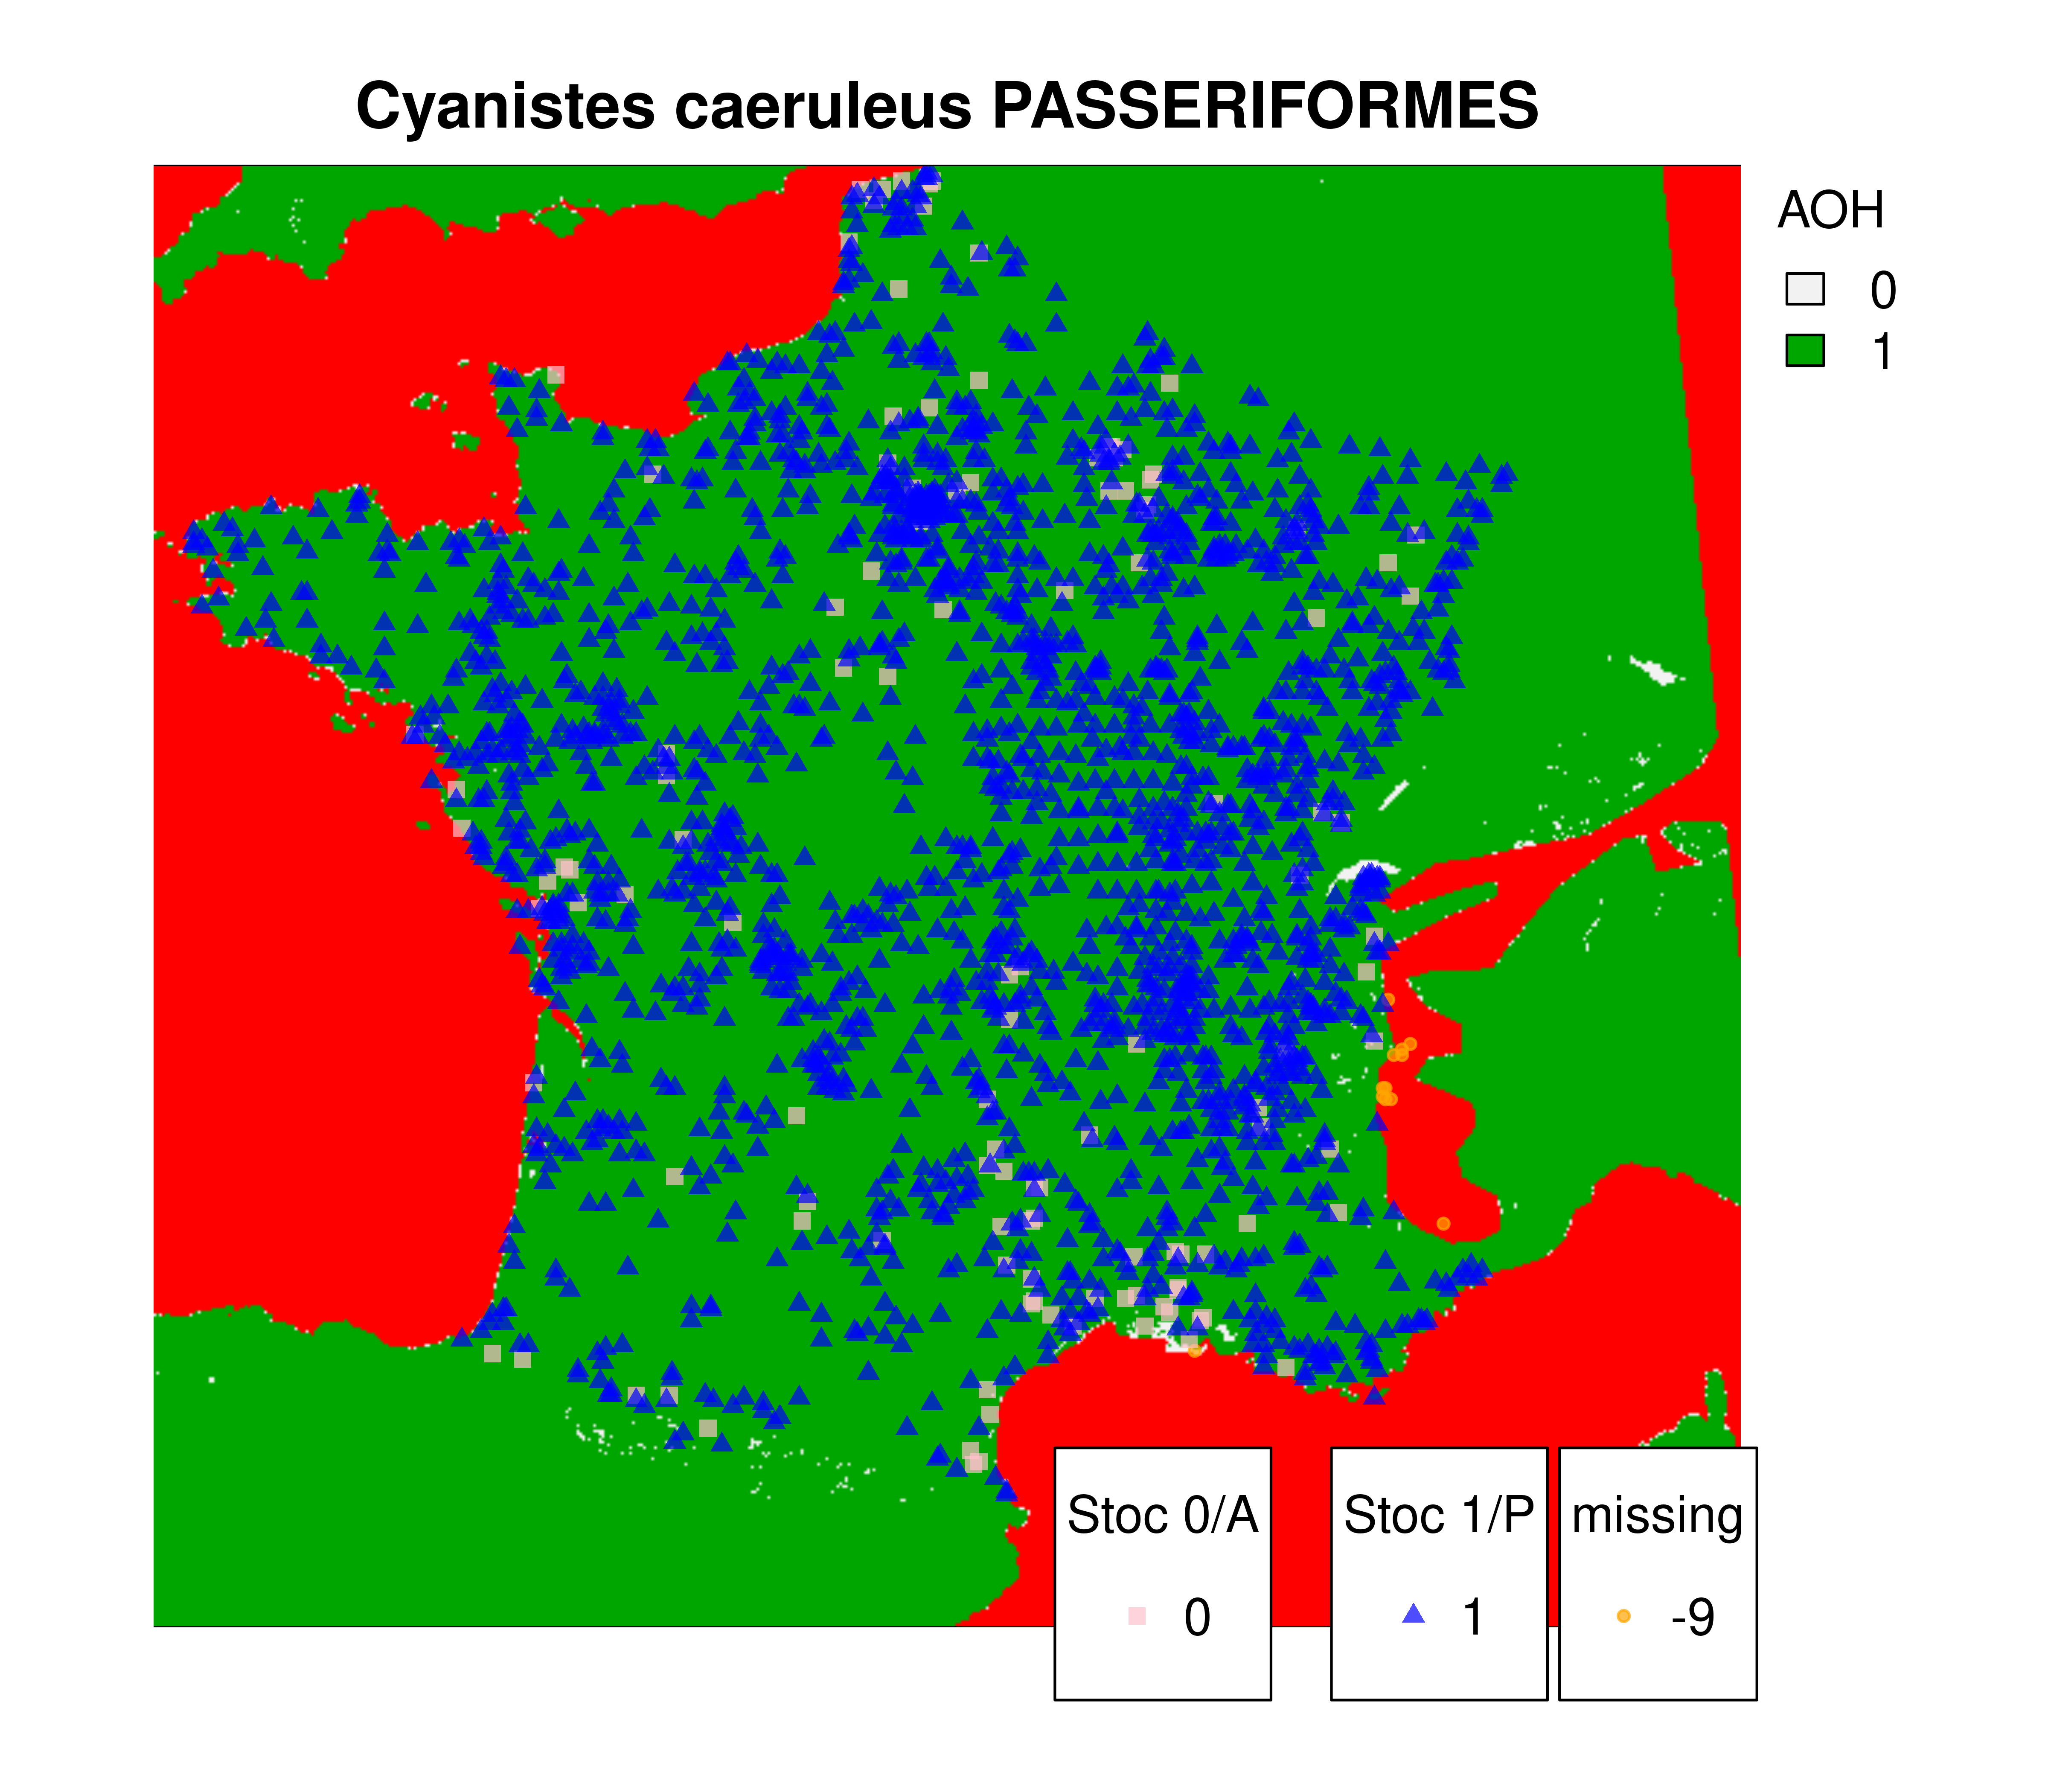 Cyanistes caeruleus PASSERIFORMES
AOH
0
1
Stoc 0/A
0
Stoc 1/P
1
missing
-9